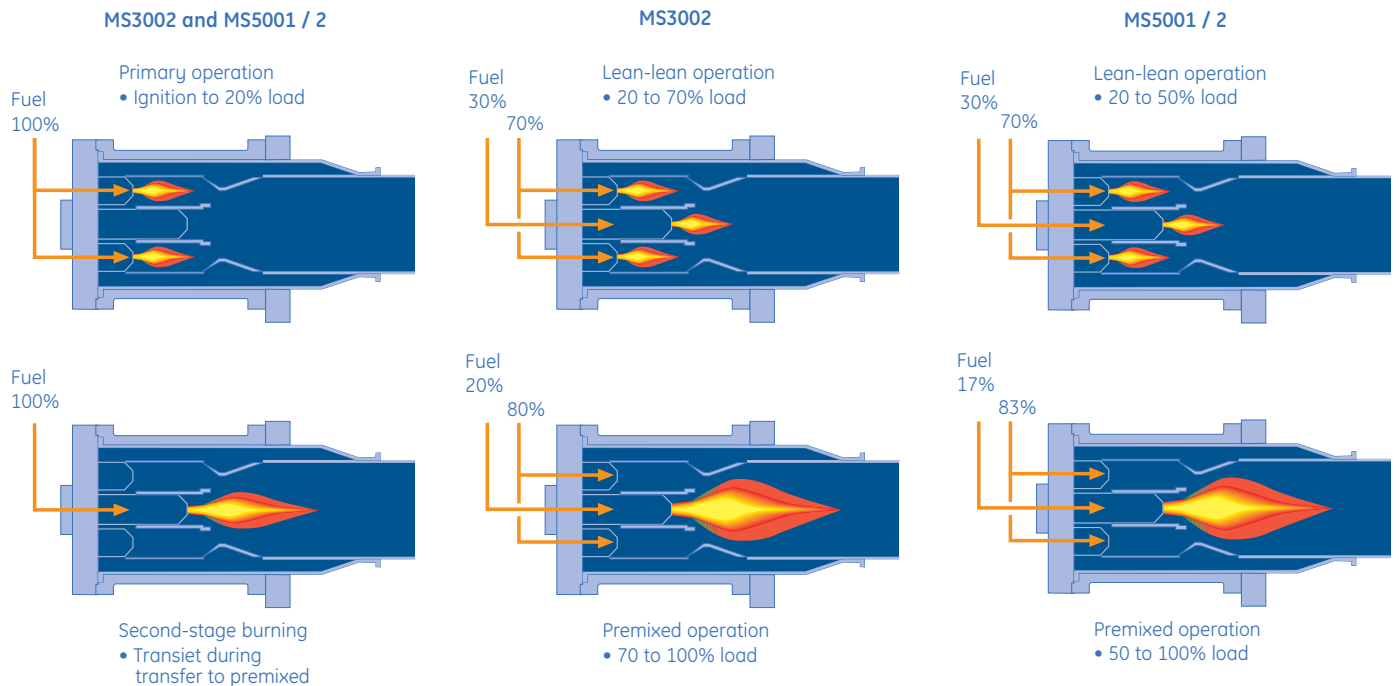 MS3002 and MS5001 / 2
Primary operation
• Ignition to 20% load
Fuel
100%
Fuel
100%
Second-stage burning
• Transiet during
transfer to premixed
MS3002
Lean-lean operation
• 20 to 70% load
Fuel
30%
70%
Fuel
20%
80%
Premixed operation
• 70 to 100% load
MS5001 / 2
Lean-lean operation
• 20 to 50% load
Fuel
30%
70%
Fuel
17%
83%
Premixed operation
• 50 to 100% load